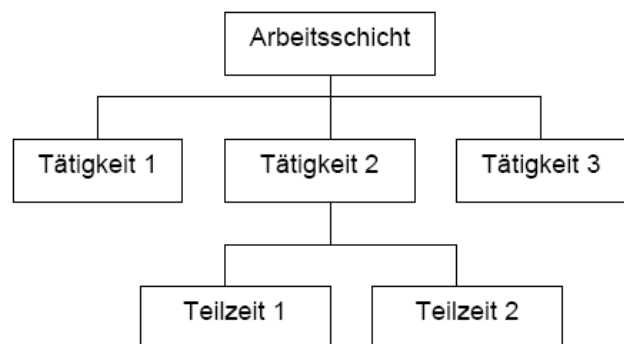 Arbeitsschicht
Tätigkeit 1
Tätigkeit 2
Tätigkeit 3
Teilzeit 1
Teilzeit 2